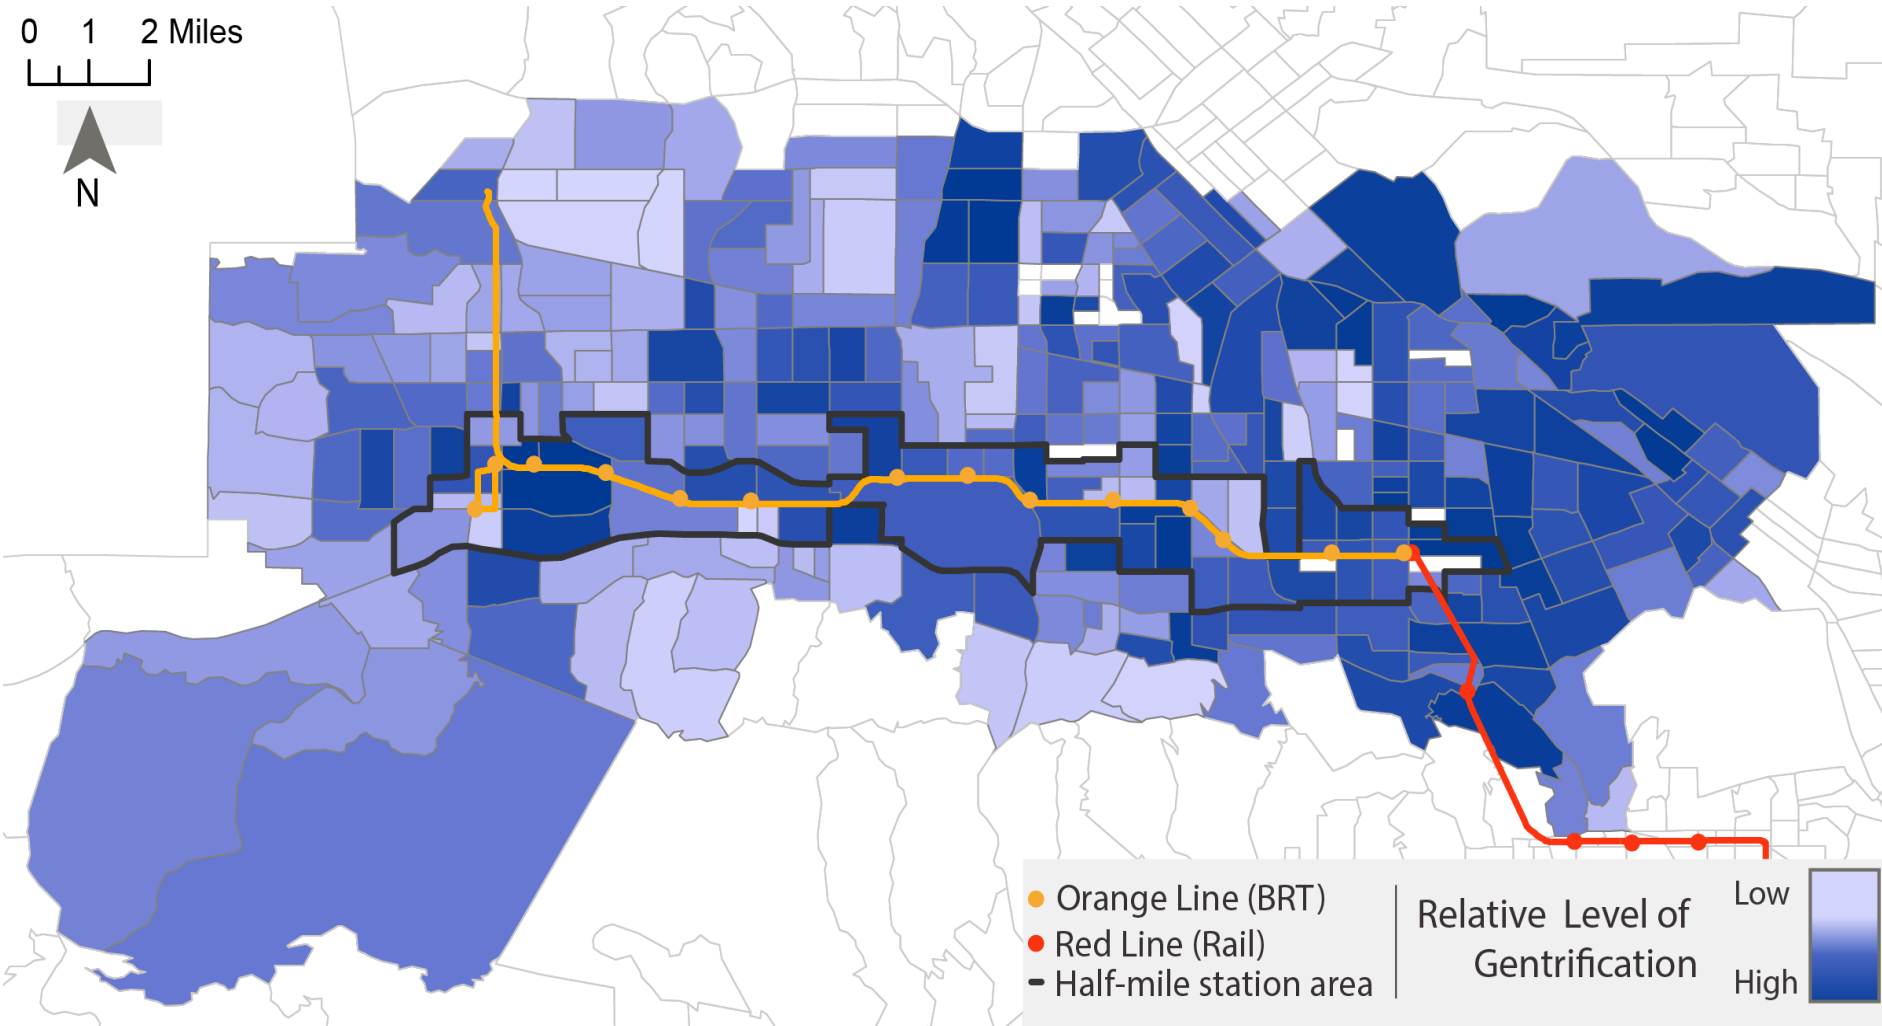 0 1 2 Miles
N
Orange Line (BRT)
Red Line (Rail)
Half-mile station area
Relative Level of
Gentrification
Low
High